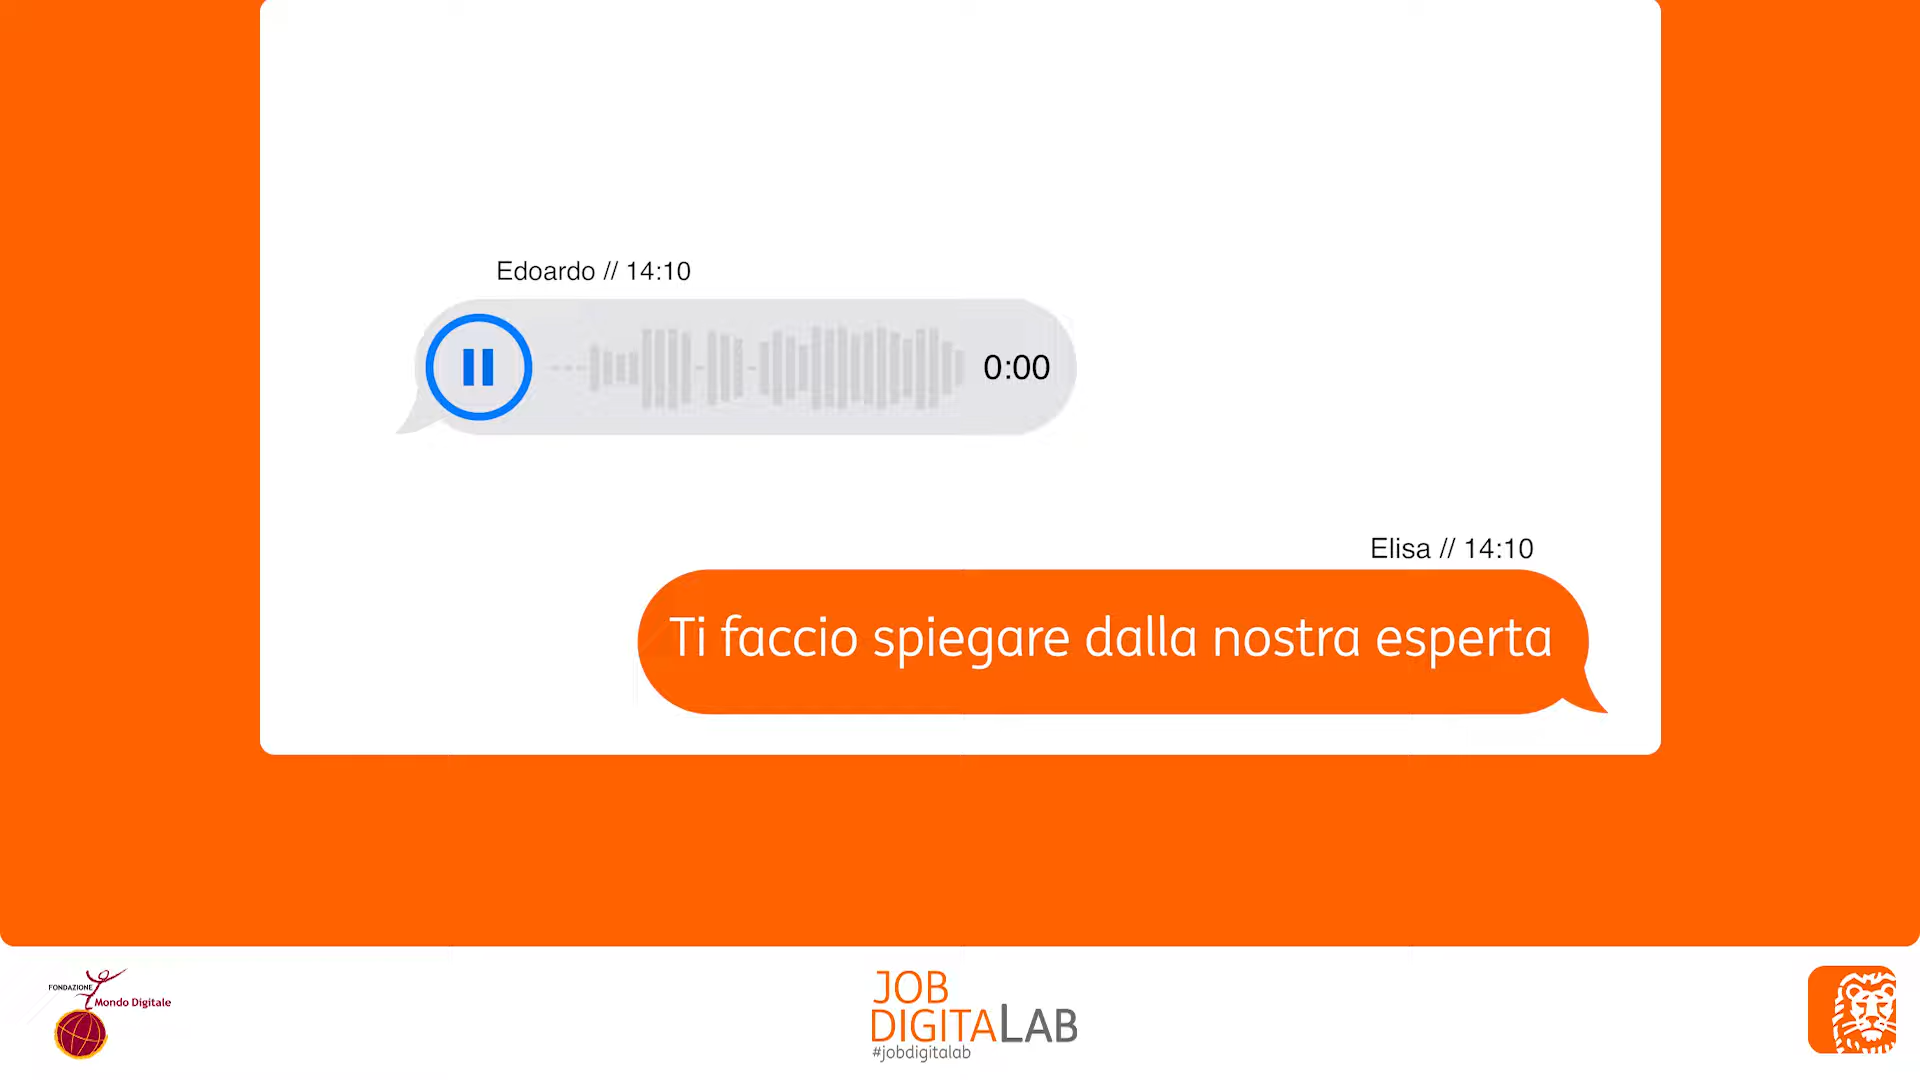 Edoardo // 14:10
0:00
Elisa // 14:10
Ti faccio spiegare dalla nostra esperta
FONDAZIONE
Mondo Digitale
JOB
DIGITALAB
#jobdigitalab